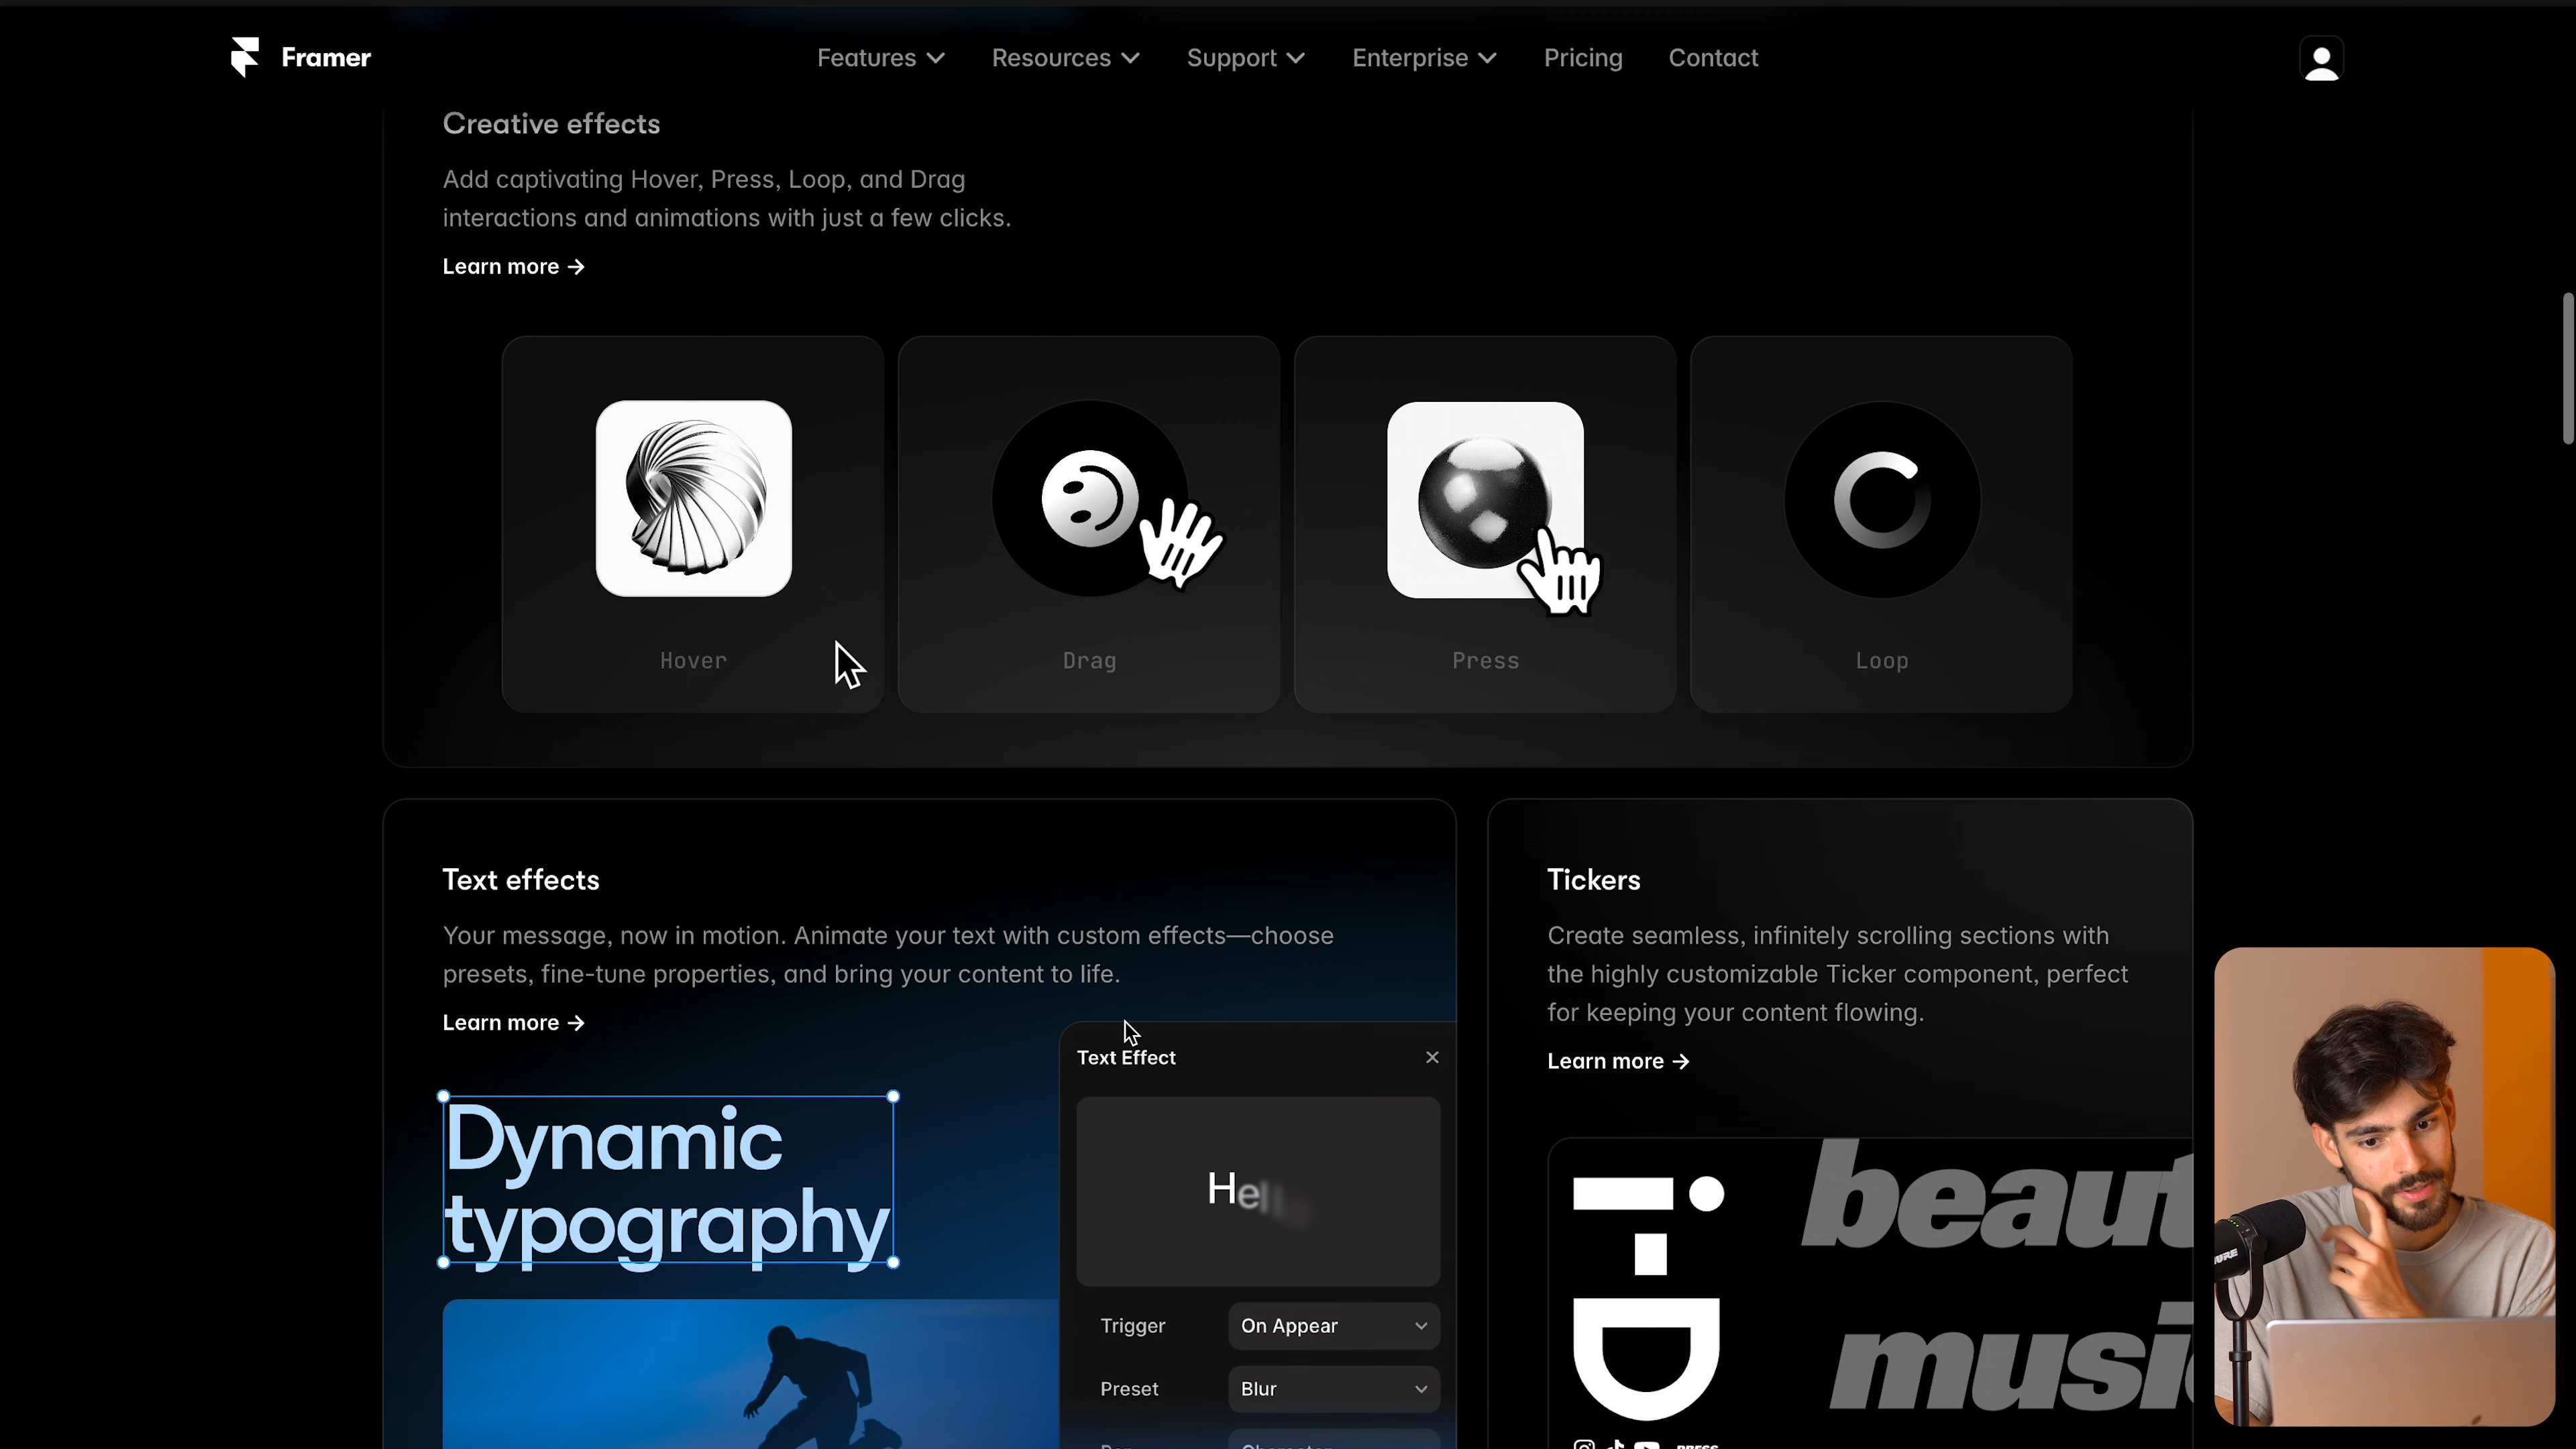 Framer
Features
Resources
Support
Enterprise
Pricing
Contact
Creative effects
Add captivating Hover, Press, Loop, and Drag
interactions and animations with just a few clicks.
Learn more →
Hover
Drag
Press
Loop
Text effects
Your message, now in motion. Animate your text with custom effects—choose
presets, fine-tune properties, and bring your content to life.
Learn more →
Dynamic
typography
Text Effect
Hello
Trigger
On Appear
Preset
Blur
Tickers
Create seamless, infinitely scrolling sections with
the highly customizable Ticker component, perfect
for keeping your content flowing.
Learn more →
beaut
music